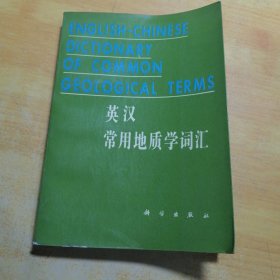 ENGLISH-CHINESE
DICTIONARY
OF COMMON
GEOLOGICAL TERMS
英汉
常用地质学词汇
科学出版社